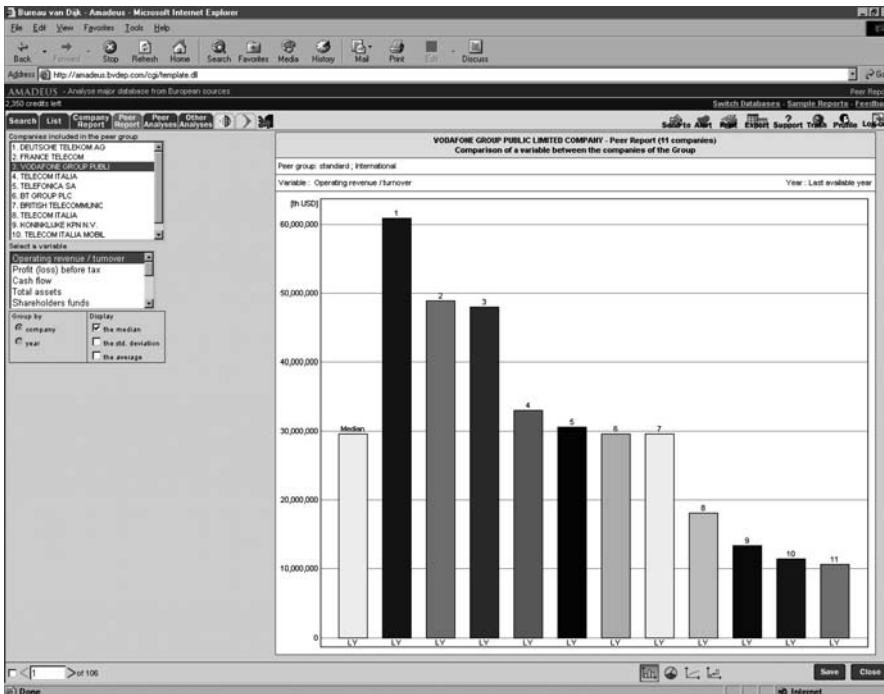 Bureau van Dijk - Amadeus - Microsoft Internet Explorer
File Edit View Favorites Tools Help
Back Forward Stop Refresh Home Search Favorites Media History Mail Print Edit Discuss
Address http://amadeus.bvdep.com/cgi/template.dll Go
AMADEUS - Analyse major database from European sources Peer Repo
2,350 credits left Switch Databases - Sample Reports - Feedba
Search List Company Report Peer Report Peer Analyses Other Analyses Send to Alert Print Export Support Train Profile Log
Companies included in the peer group:
1. DEUTSCHE TELEKOM AG
2. FRANCE TELECOM
3. VODAFONE GROUP PUBLI
4. TELECOM ITALIA
5. TELEFONICA SA
6. BT GROUP PLC
7. BRITISH TELECOMMUNIC
8. TELECOM ITALIA
9. KONINKLIJKE KPN N.V.
10. TELECOM ITALIA MOBIL
Select a variable
Operating revenue / turnover
Profit (loss) before tax
Cash flow
Total assets
Shareholders funds
Group by
company
year
Display
the median
the std. deviation
the average
VODAFONE GROUP PUBLIC LIMITED COMPANY - Peer Report (11 companies)
Comparison of a variable between the companies of the Group
Peer group: standard ; International
Variable : Operating revenue / turnover Year : Last available year
[th USD]
60,000,000
50,000,000
40,000,000
30,000,000
20,000,000
10,000,000
0
Median 1 2 3 4 5 6 7 8 9 10 11
LY LY LY LY LY LY LY LY LY LY LY LY
1 of 106 Save Close
Done Internet